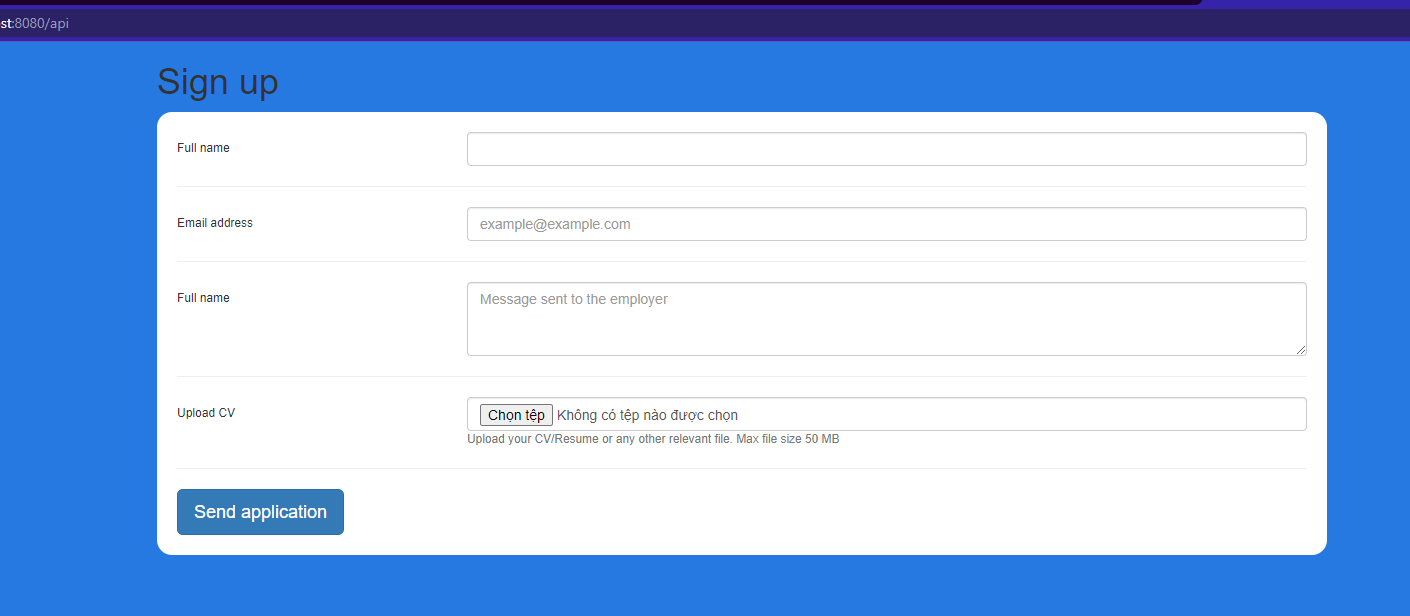 st:8080/api
Sign up
Full name
Email address
example@example.com
Full name
Message sent to the employer
Upload CV
Chọn tệp Không có tệp nào được chọn
Upload your CV/Resume or any other relevant file. Max file size 50 MB
Send application